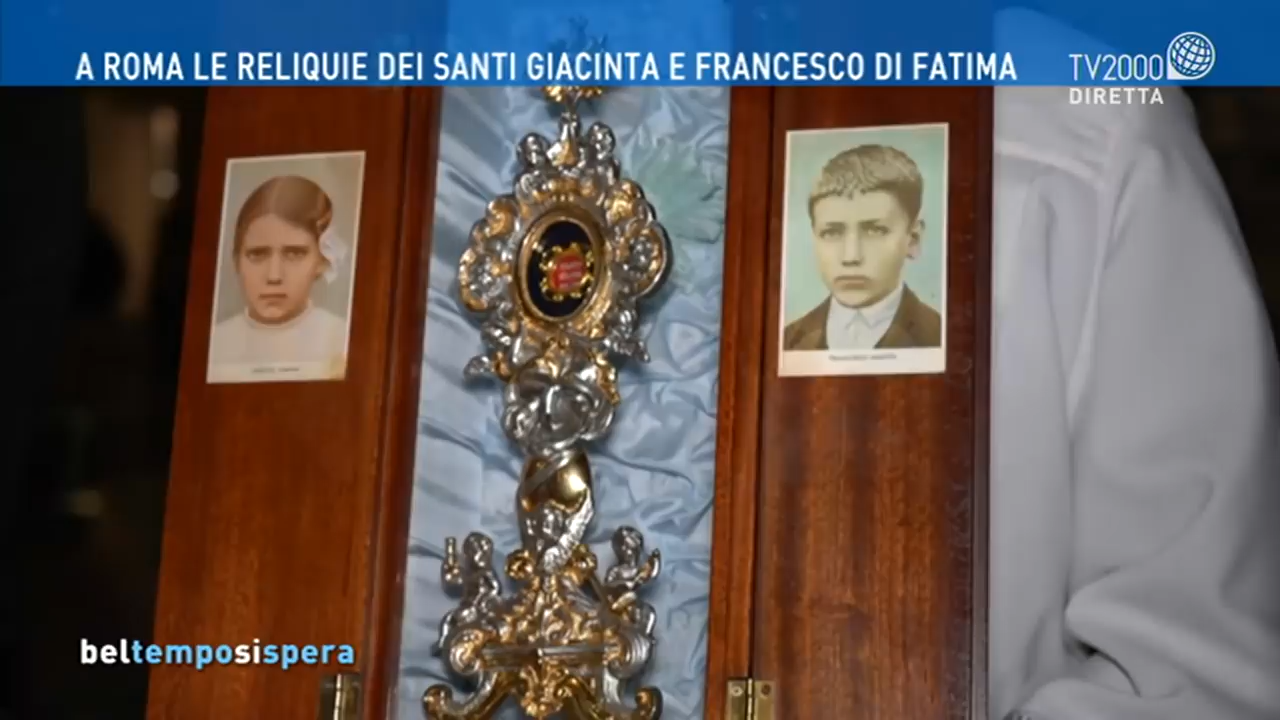 A ROMA LE RELIQUIE DEI SANTI GIACINTA E FRANCESCO DI FATIMA
TV2000
DIRETTA
beltemposispera